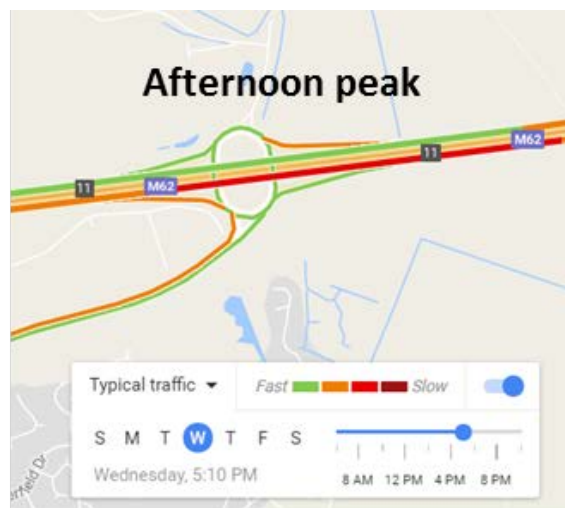 Afternoon peak
M62
11
11
M62
Typical traffic
Fast
Slow
S M T W T F S
Wednesday, 5:10 PM
8 AM 12 PM 4 PM 8 PM